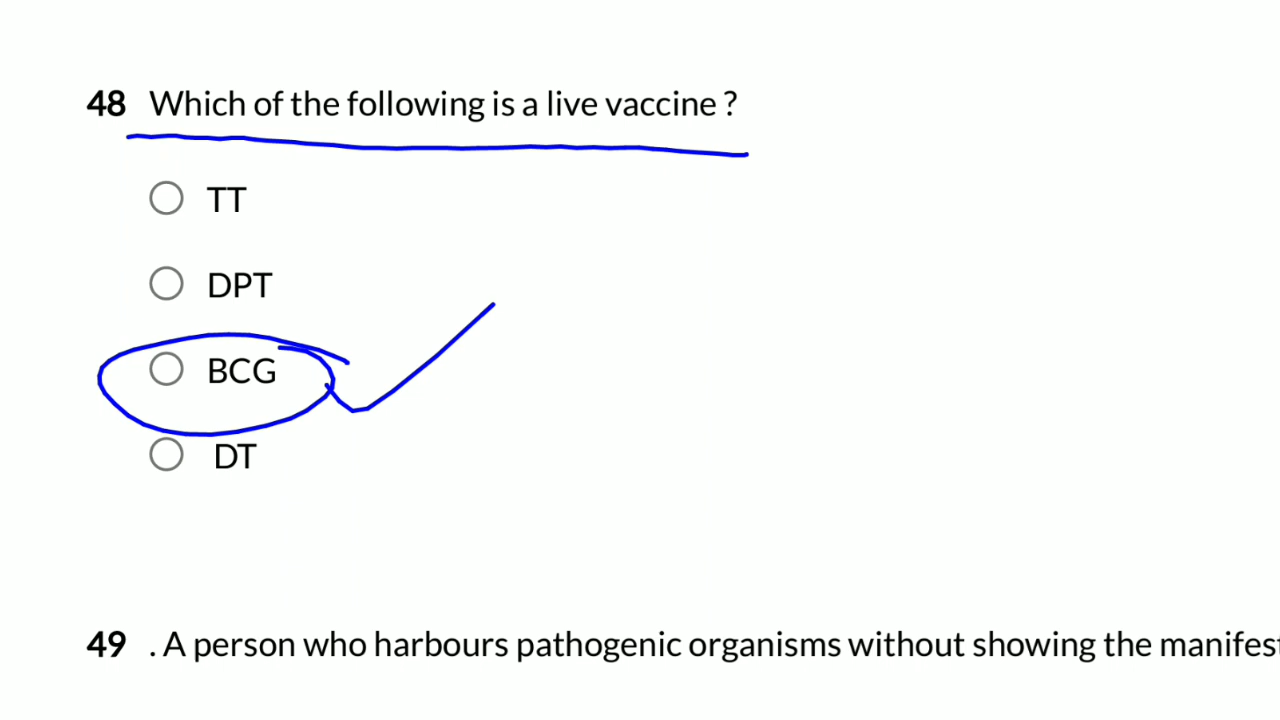 48 Which of the following is a live vaccine ?
TT
DPT
BCG
DT
49 . A person who harbours pathogenic organisms without showing the manifes